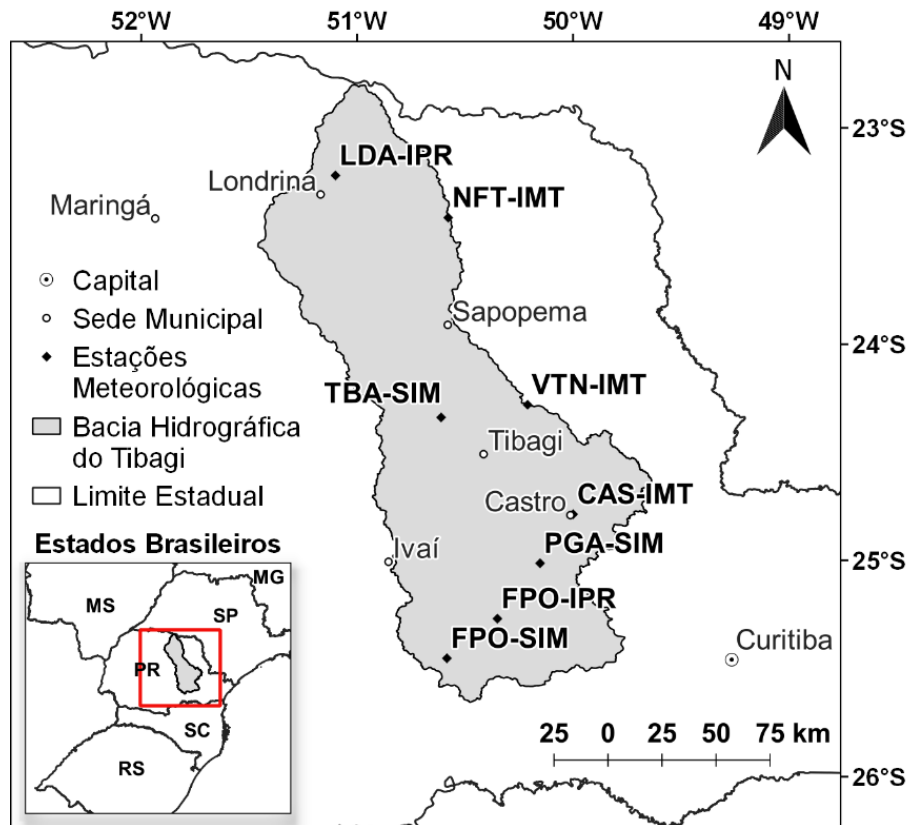 52°W 51°W 50°W 49°W
N
23°S
LDA-IPR
Londrina
NFT-IMT
Maringá
Capital
Sapopema
Sede Municipal
24°S
Estações
Meteorológicas
VTN-IMT
TBA-SIM
Bacia Hidrográfica
do Tibagi
Tibagi
Limite Estadual
CAS-IMT
Castro
Estados Brasileiros
Ivaí
PGA-SIM
25°S
MG
MS
SP
FPO-IPR
FPO-SIM
Curitiba
PR
SC
25 0 25 50 75 km
RS
26°S